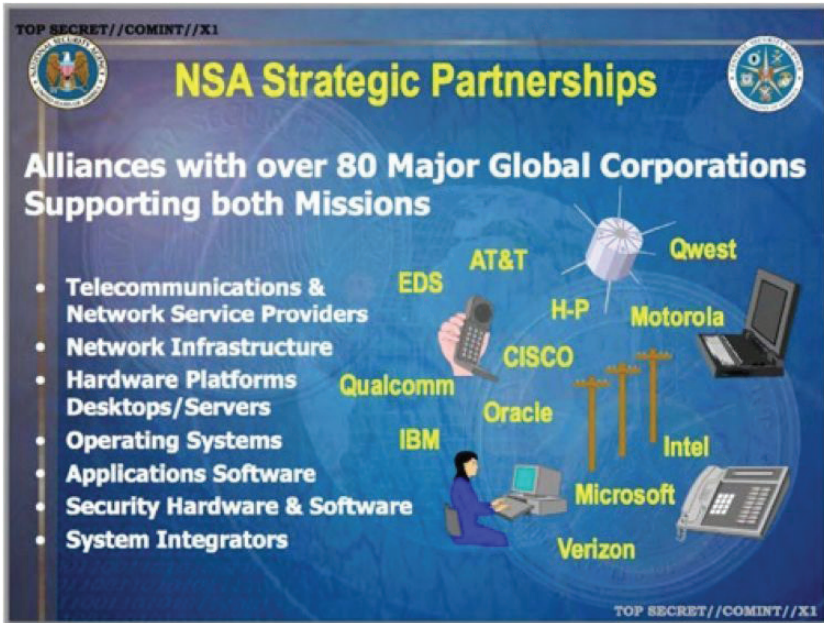 TOP SECRET//COMINT//X1
NSA Strategic Partnerships
Alliances with over 80 Major Global Corporations
Supporting both Missions
• Telecommunications &
Network Service Providers
• Network Infrastructure
• Hardware Platforms
Desktops/Servers
• Operating Systems
• Applications Software
• Security Hardware & Software
• System Integrators
AT&T
Qwest
EDS
H-P
Motorola
CISCO
Qualcomm
Oracle
IBM
Intel
Microsoft
Verizon
TOP SECRET//COMINT//X1